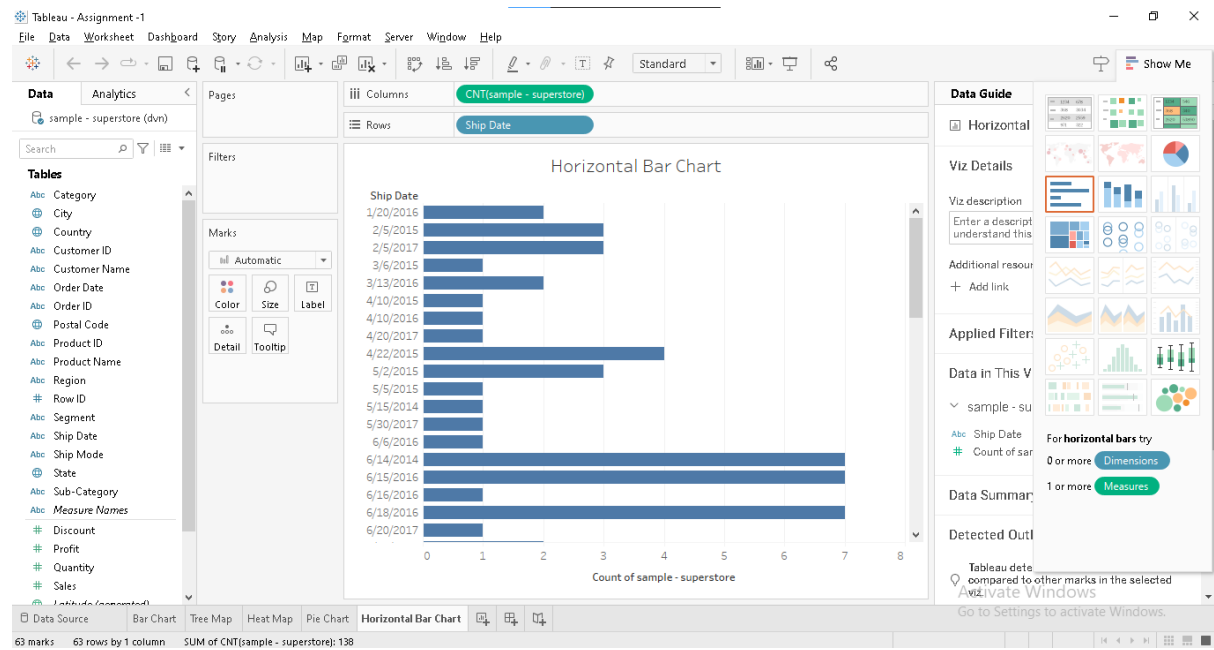 Tableau - Assignment -1
File Data Worksheet Dashboard Story Analysis Map Format Server Window Help
Standard
Show Me
Data Analytics
sample - superstore (dvn)
Search
Tables
Abc Category
City
Country
Abc Customer ID
Abc Customer Name
Abc Order Date
Abc Order ID
Postal Code
Abc Product ID
Abc Product Name
Abc Region
# Row ID
Abc Segment
Abc Ship Date
Abc Ship Mode
State
Abc Sub-Category
Abc Measure Names
# Discount
# Profit
# Quantity
# Sales
Latitude (generated)
Pages
Filters
Marks
Automatic
Color Size Label
Detail Tooltip
Columns CNT(sample - superstore)
Rows Ship Date
Horizontal Bar Chart
Ship Date
1/20/2016
2/5/2015
2/5/2017
3/6/2015
3/13/2016
4/10/2015
4/10/2016
4/20/2017
4/22/2015
5/2/2015
5/5/2015
5/15/2014
5/30/2017
6/6/2016
6/14/2014
6/15/2016
6/16/2016
6/18/2016
6/20/2017
0 1 2 3 4 5 6 7 8
Count of sample - superstore
Data Guide
Horizontal
Viz Details
Viz description
Enter a descript
understand this
Additional resour
+ Add link
Applied Filters
Data in This V
sample - su
Abc Ship Date
# Count of sar
Data Summary
Detected Outl
Tableau dete
compared to other marks in the selected
viz.
For horizontal bars try
0 or more Dimensions
1 or more Measures
Activate Windows
Go to Settings to activate Windows.
Data Source Bar Chart Tree Map Heat Map Pie Chart Horizontal Bar Chart
63 marks 63 rows by 1 column SUM of CNT(sample - superstore): 138